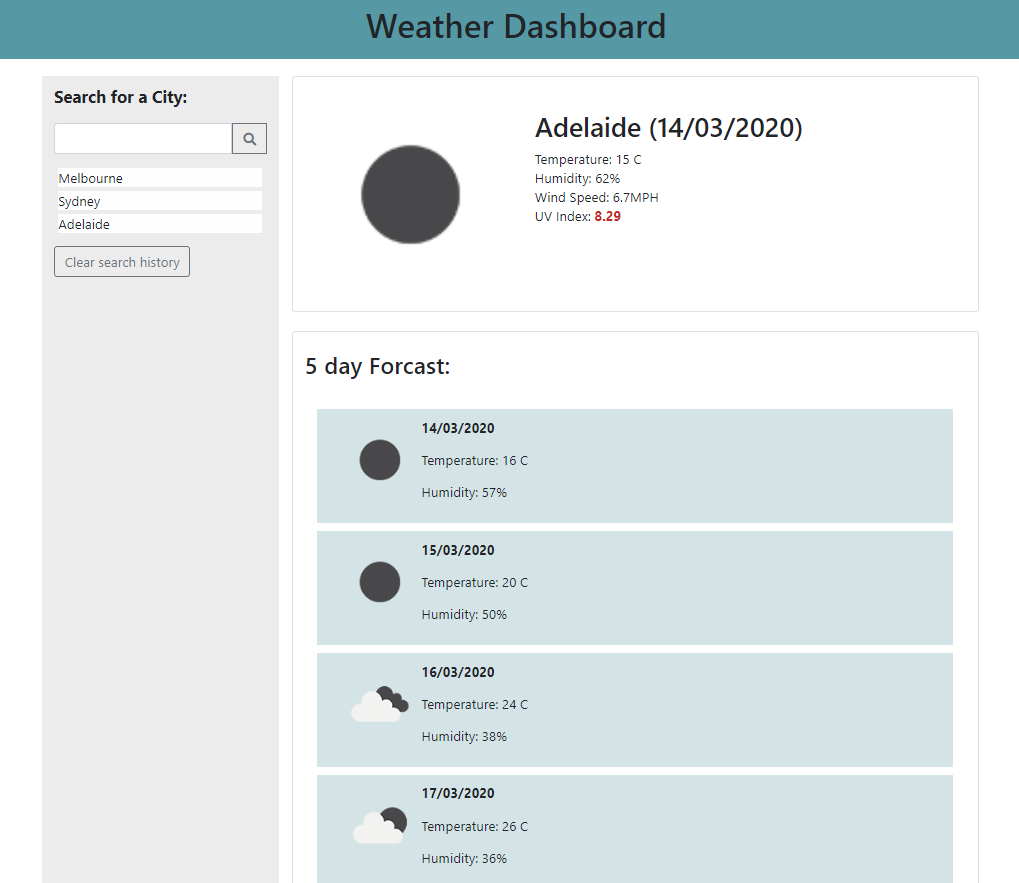 Weather Dashboard
Search for a City:
Melbourne
Sydney
Adelaide
Clear search history
Adelaide (14/03/2020)
Temperature: 15 C
Humidity: 62%
Wind Speed: 6.7MPH
UV Index: 8.29
5 day Forcast:
14/03/2020
Temperature: 16 C
Humidity: 57%
15/03/2020
Temperature: 20 C
Humidity: 50%
16/03/2020
Temperature: 24 C
Humidity: 38%
17/03/2020
Temperature: 26 C
Humidity: 36%